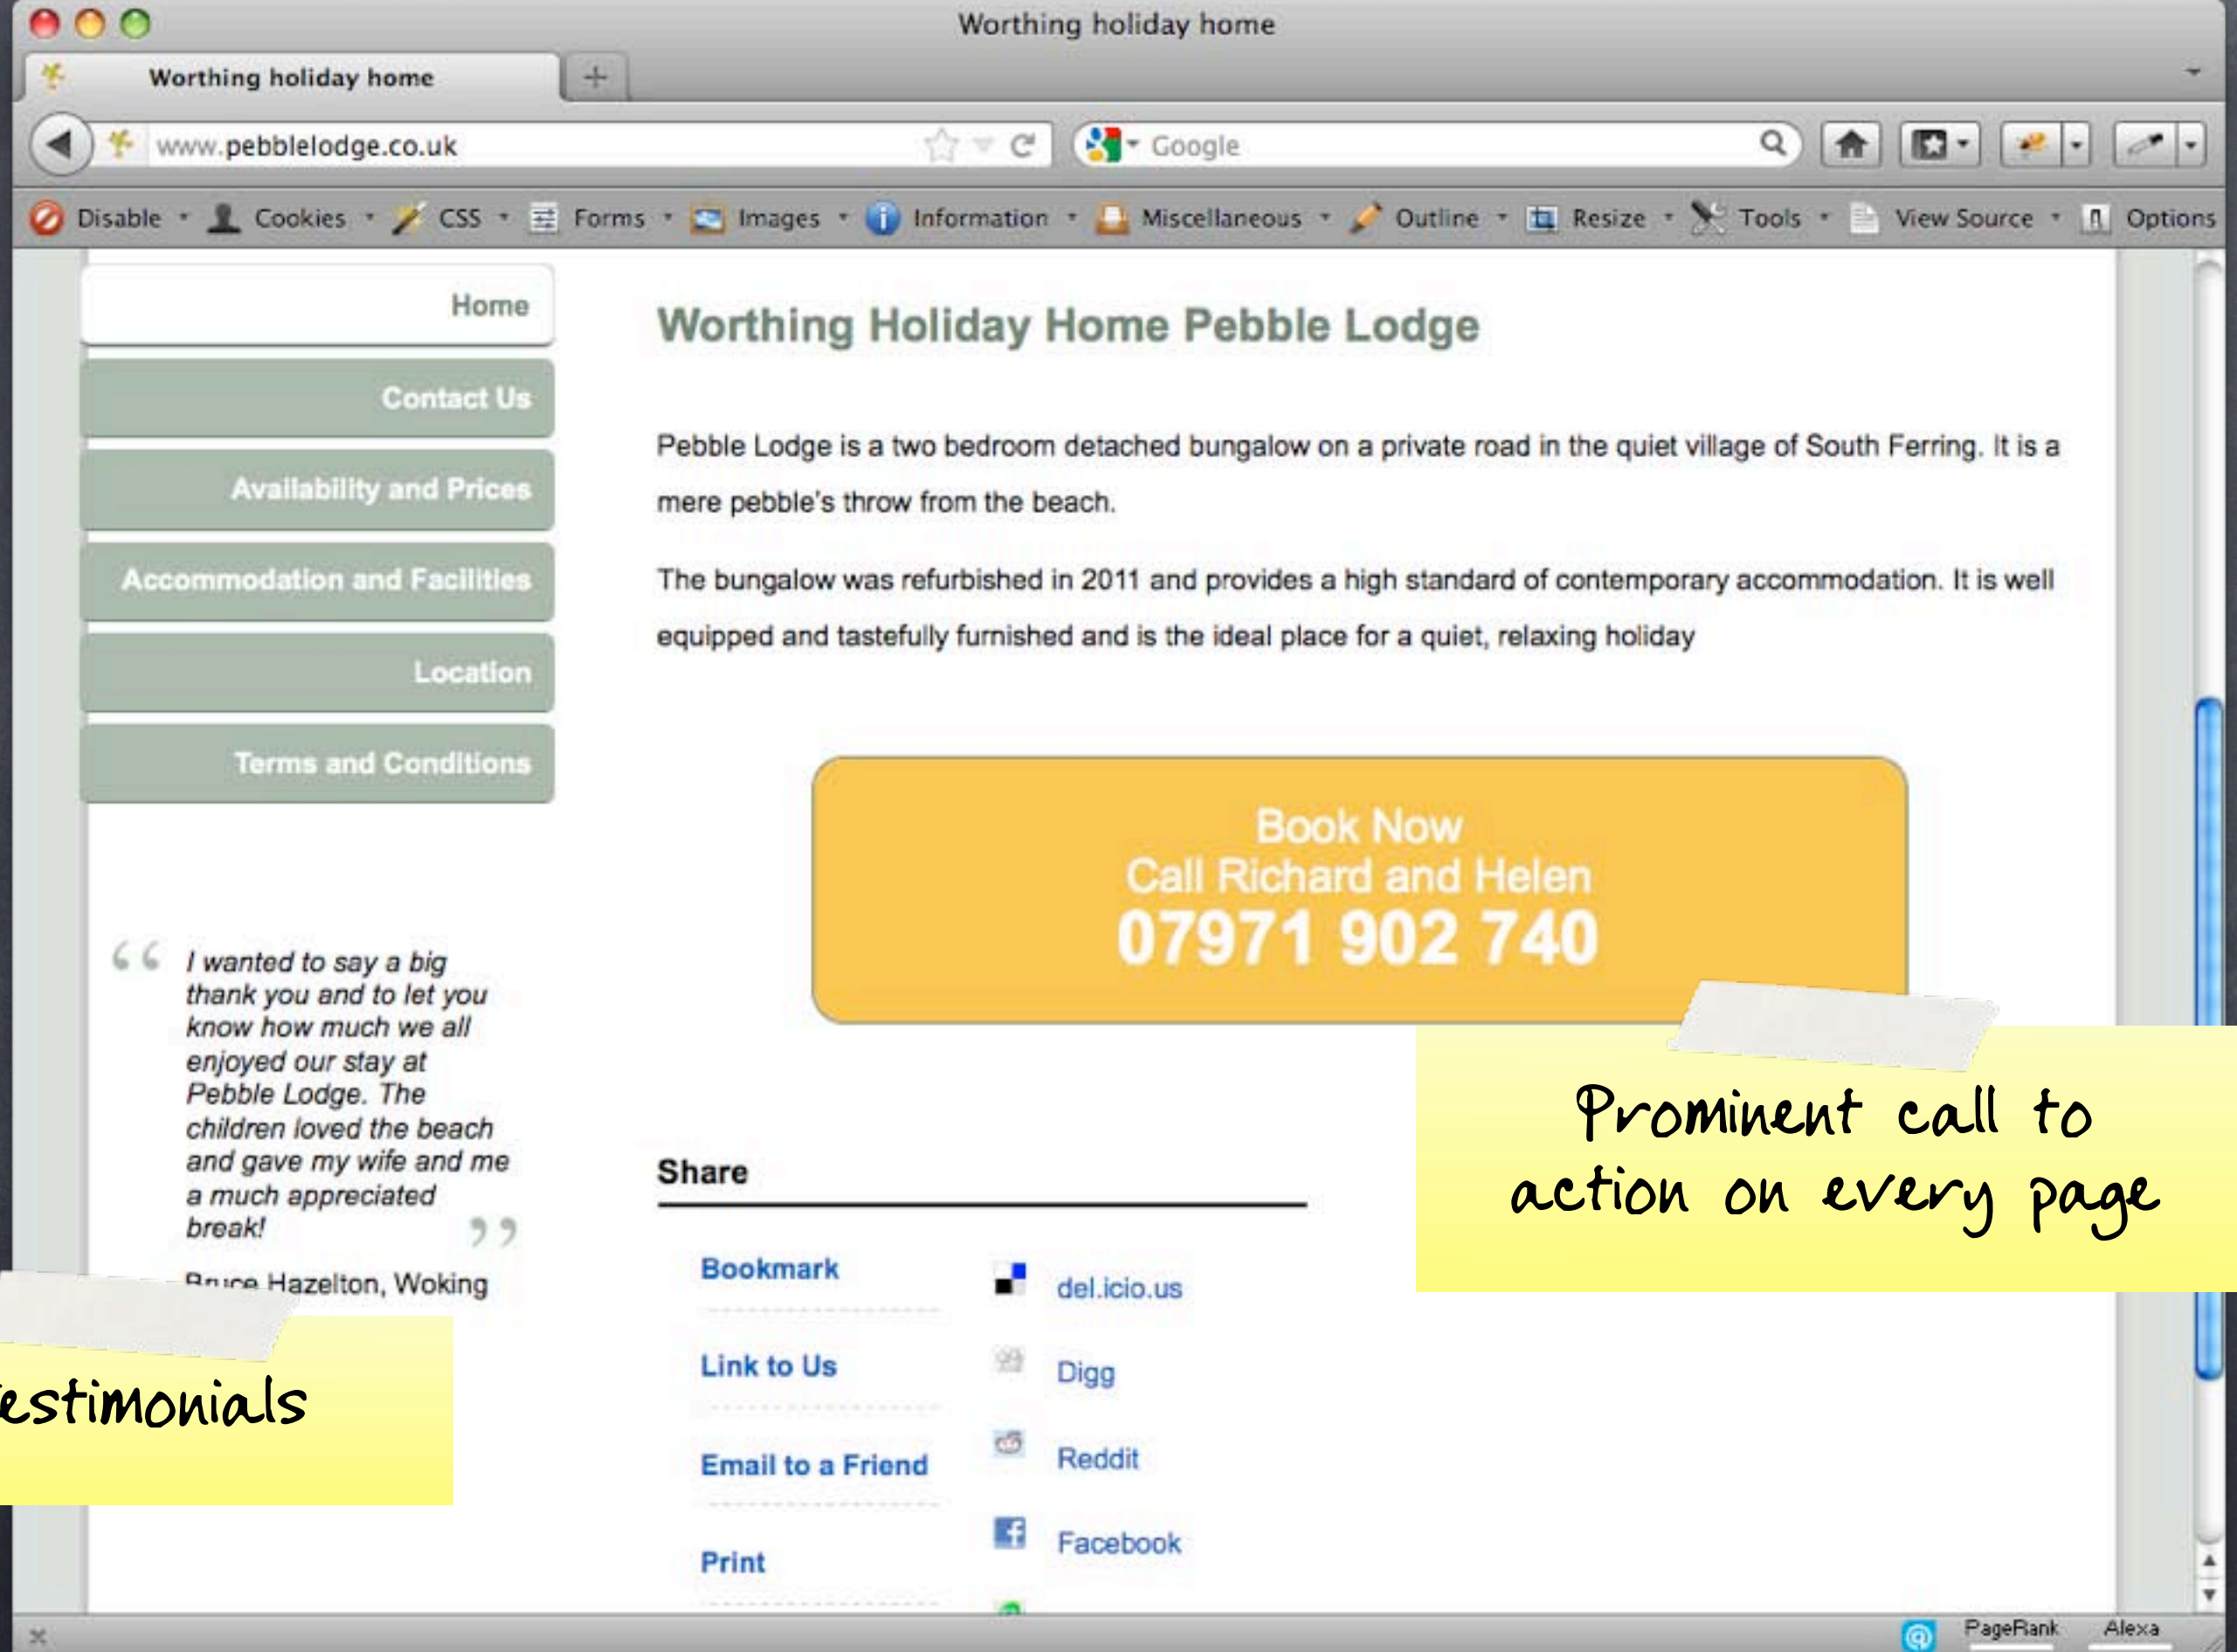 Worthing holiday home
Worthing holiday home
www.pebblelodge.co.uk
Google
Disable Cookies CSS Forms Images Information Miscellaneous Outline Resize Tools View Source Options
Home
Contact Us
Availability and Prices
Accommodation and Facilities
Location
Terms and Conditions
“ I wanted to say a big
thank you and to let you
know how much we all
enjoyed our stay at
Pebble Lodge. The
children loved the beach
and gave my wife and me
a much appreciated
break! ”
Bruce Hazelton, Woking
estimonials
Worthing Holiday Home Pebble Lodge
Pebble Lodge is a two bedroom detached bungalow on a private road in the quiet village of South Ferring. It is a
mere pebble's throw from the beach.
The bungalow was refurbished in 2011 and provides a high standard of contemporary accommodation. It is well
equipped and tastefully furnished and is the ideal place for a quiet, relaxing holiday
Book Now
Call Richard and Helen
07971 902 740
Prominent call to
action on every page
Share
Bookmark
Link to Us
Email to a Friend
Print
del.icio.us
Digg
Reddit
Facebook
PageRank Alexa